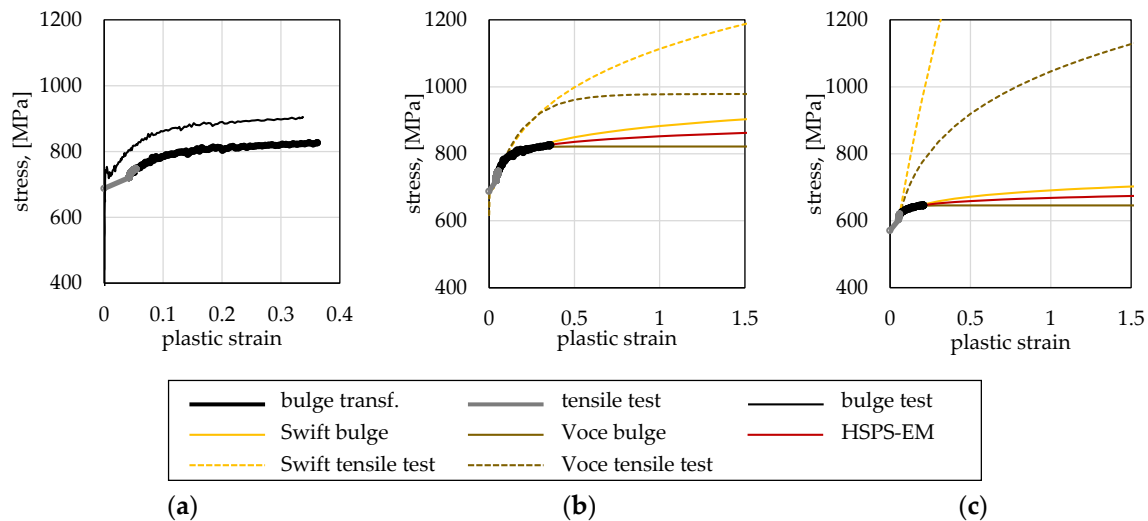 1200
1000
800
600
400
stress, [MPa]
0
0.1
0.2
0.3
0.4
plastic strain
1200
1000
800
600
400
stress, [MPa]
0
0.5
1
1.5
plastic strain
1200
1000
800
600
400
stress, [MPa]
0
0.5
1
1.5
plastic strain
bulge transf. tensile test bulge test
Swift bulge Voce bulge HSPS-EM
Swift tensile test Voce tensile test
(a) (b) (c)